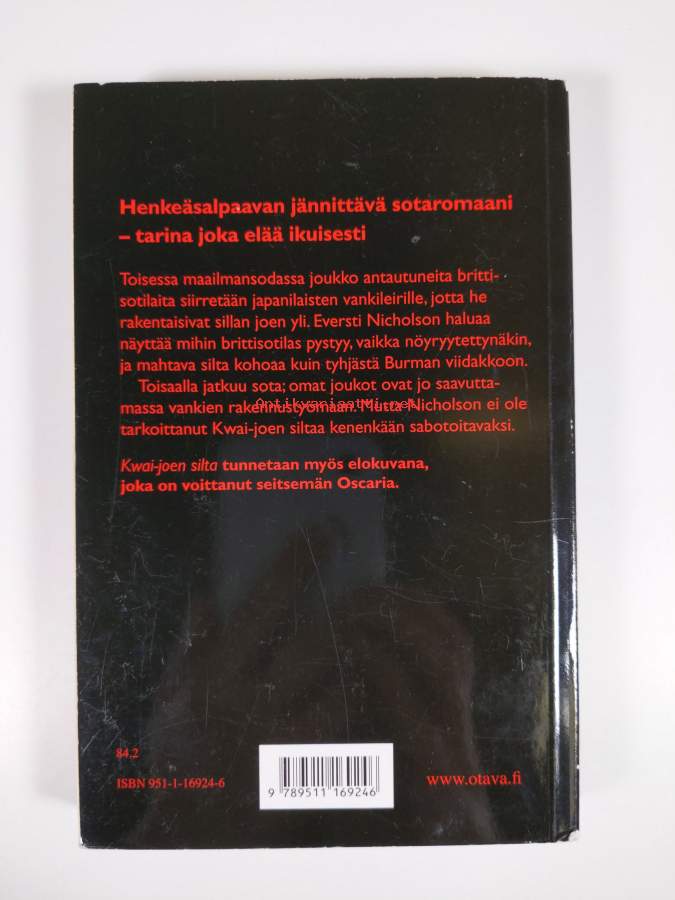 Henkeäsalpaavan jännittävä sotaromaani
– tarina joka elää ikuisesti
Toisessa maailmansodassa joukko antautuneita britti-
sotilaita siirretään japanilaisten vankileirille, jotta he
rakentaisivat sillan joen yli. Eversti Nicholson haluaa
näyttää mihin brittisotilas pystyy, vaikka nöyryytettynäkin,
ja mahtava silta kohoaa kuin tyhjästä Burman viidakkoon.
Toisaalla jatkuu sota; omat joukot ovat jo saavutta-
Antikvariaatti.net
massa vankien rakennustyömaan. Mutta Nicholson ei ole
tarkoittanut Kwai-joen siltaa kenenkään sabotoitavaksi.
Kwai-joen silta tunnetaan myös elokuvana,
joka on voittanut seitsemän Oscaria.
84.2
ISBN 951-1-16924-6
9 789511 169246
www.otava.fi